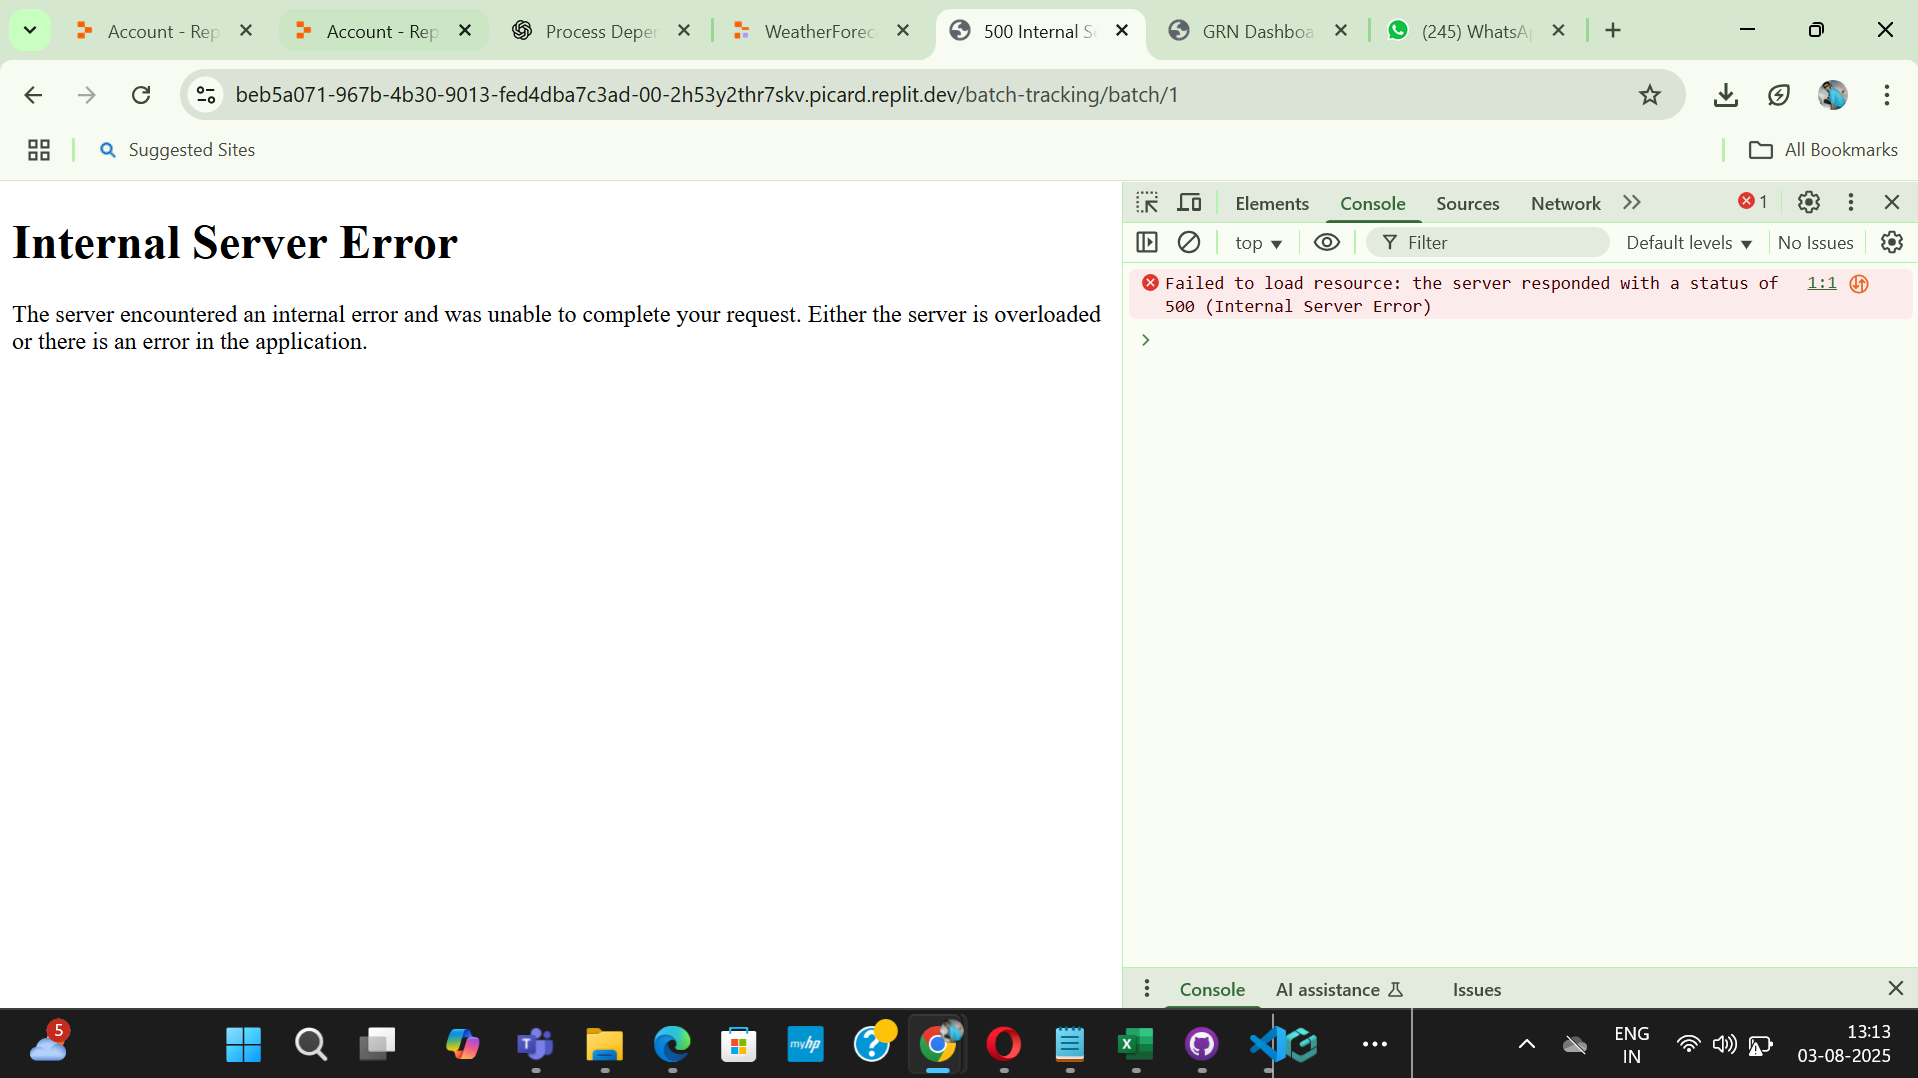 Account - Rep
Account - Rep
Process Deper
WeatherForec
500 Internal Se
GRN Dashboa
(245) WhatsA
beb5a071-967b-4b30-9013-fed4dba7c3ad-00-2h53y2thr7skv.picard.replit.dev/batch-tracking/batch/1
Suggested Sites
All Bookmarks
Internal Server Error
The server encountered an internal error and was unable to complete your request. Either the server is overloaded
or there is an error in the application.
Elements Console Sources Network 1
top Filter Default levels No Issues
Failed to load resource: the server responded with a status of 1:1
500 (Internal Server Error)
Console AI assistance Issues
5
myhp
ENG
IN
13:13
03-08-2025